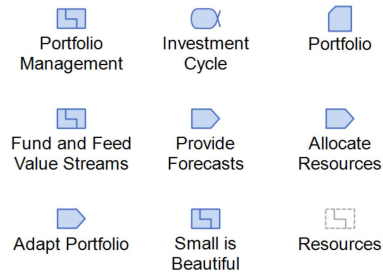 Portfolio
Management
Investment
Cycle
Portfolio
Fund and Feed
Value Streams
Provide
Forecasts
Allocate
Resources
Adapt Portfolio
Small is
Beautiful
Resources